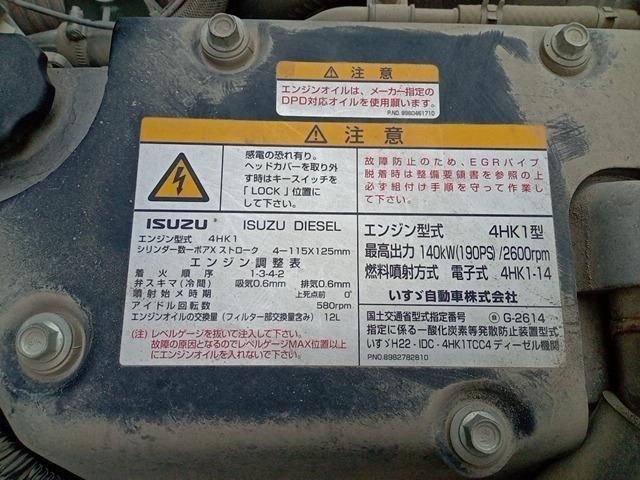 注意
エンジンオイルは、メーカー指定の
DPD対応オイルを使用願います。
P.NO. 8980461710
注意
感電の恐れ有り。
ヘッドカバーを取り外
す時はキースイッチを
「LOCK」位置に
して下さい。
故障防止のため、EGRパイプ
脱着時は整備要領書を参照の上
必ず組付け手順を守って作業し
て下さい。
ISUZU ISUZU DIESEL
エンジン型式 4HK1
シリンダー数ーボアX ストローク 4ー115X125mm
エンジン調整表
着火順序 1-3-4-2
弁スキマ(冷間) 吸気0.6mm 排気0.6mm
噴射始メ時期 上死点前 0°
アイドル回転数 580rpm
エンジンオイルの交換量(フィルター部交換量含み) 12L
(注) レベルゲージを抜いて注入して下さい。
故障の原因となるのでレベルゲージMAX位置以上
にエンジンオイルを入れないで下さい。
エンジン型式 4HK1型
最高出力 140kW(190PS)/2600rpm
燃料噴射方式 電子式 4HK1-14
いすゞ自動車株式会社
国土交通省型式指定番号 G-2614
指定に係る一酸化炭素等発散防止装置型式
いすゞH22-IDC-4HK1TCC4 ディーゼル機関
P.NO.8982782810